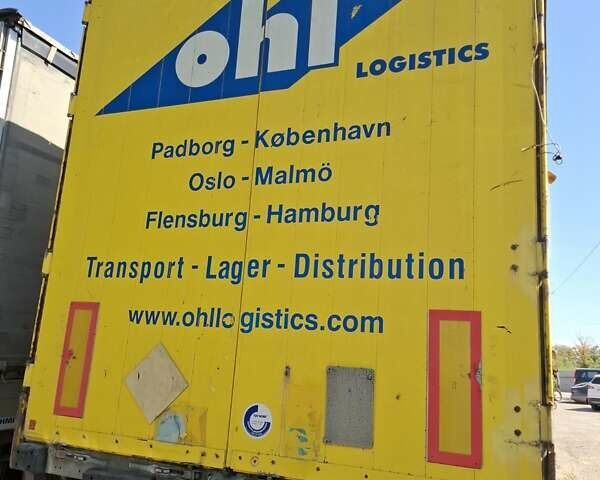 ohl
LOGISTICS
Padborg - København
Oslo - Malmö
Flensburg - Hamburg
Transport - Lager - Distribution
www.ohllogistics.com